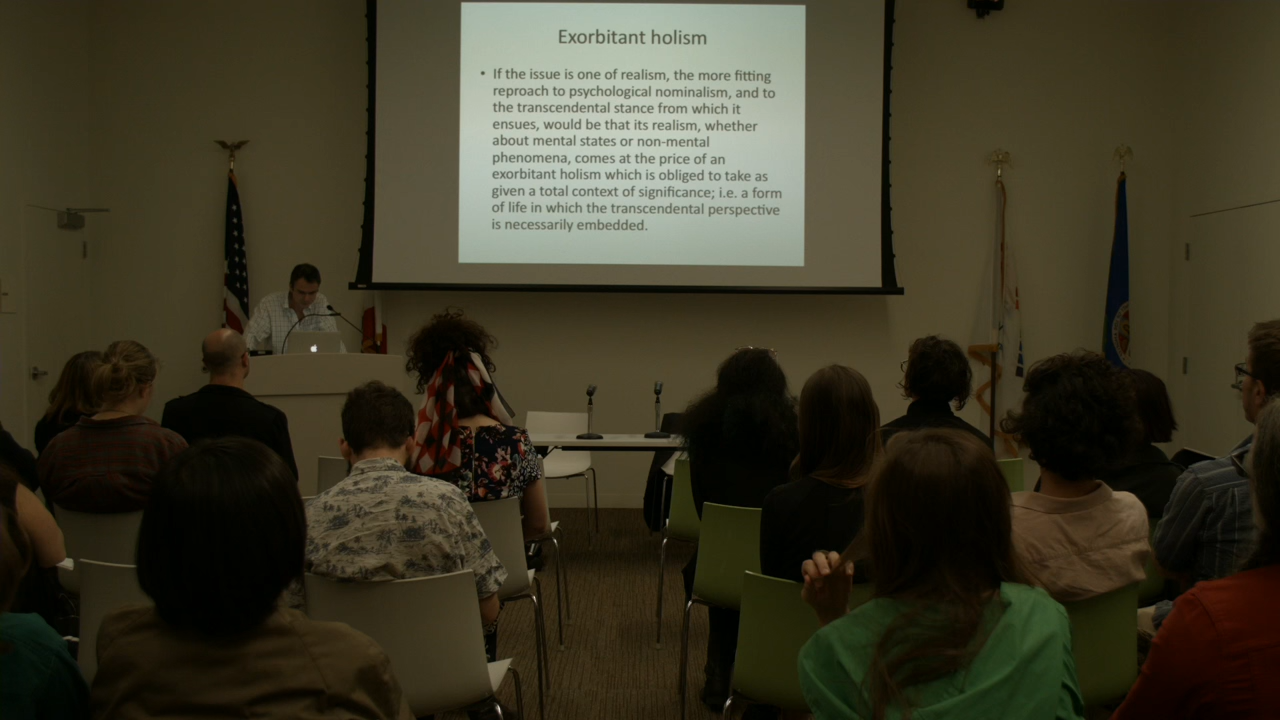 Exorbitant holism
• If the issue is one of realism, the more fitting
reproach to psychological nominalism, and to
the transcendental stance from which it
ensues, would be that its realism, whether
about mental states or non-mental
phenomena, comes at the price of an
exorbitant holism which is obliged to take as
given a total context of significance; i.e. a form
of life in which the transcendental perspective
is necessarily embedded.